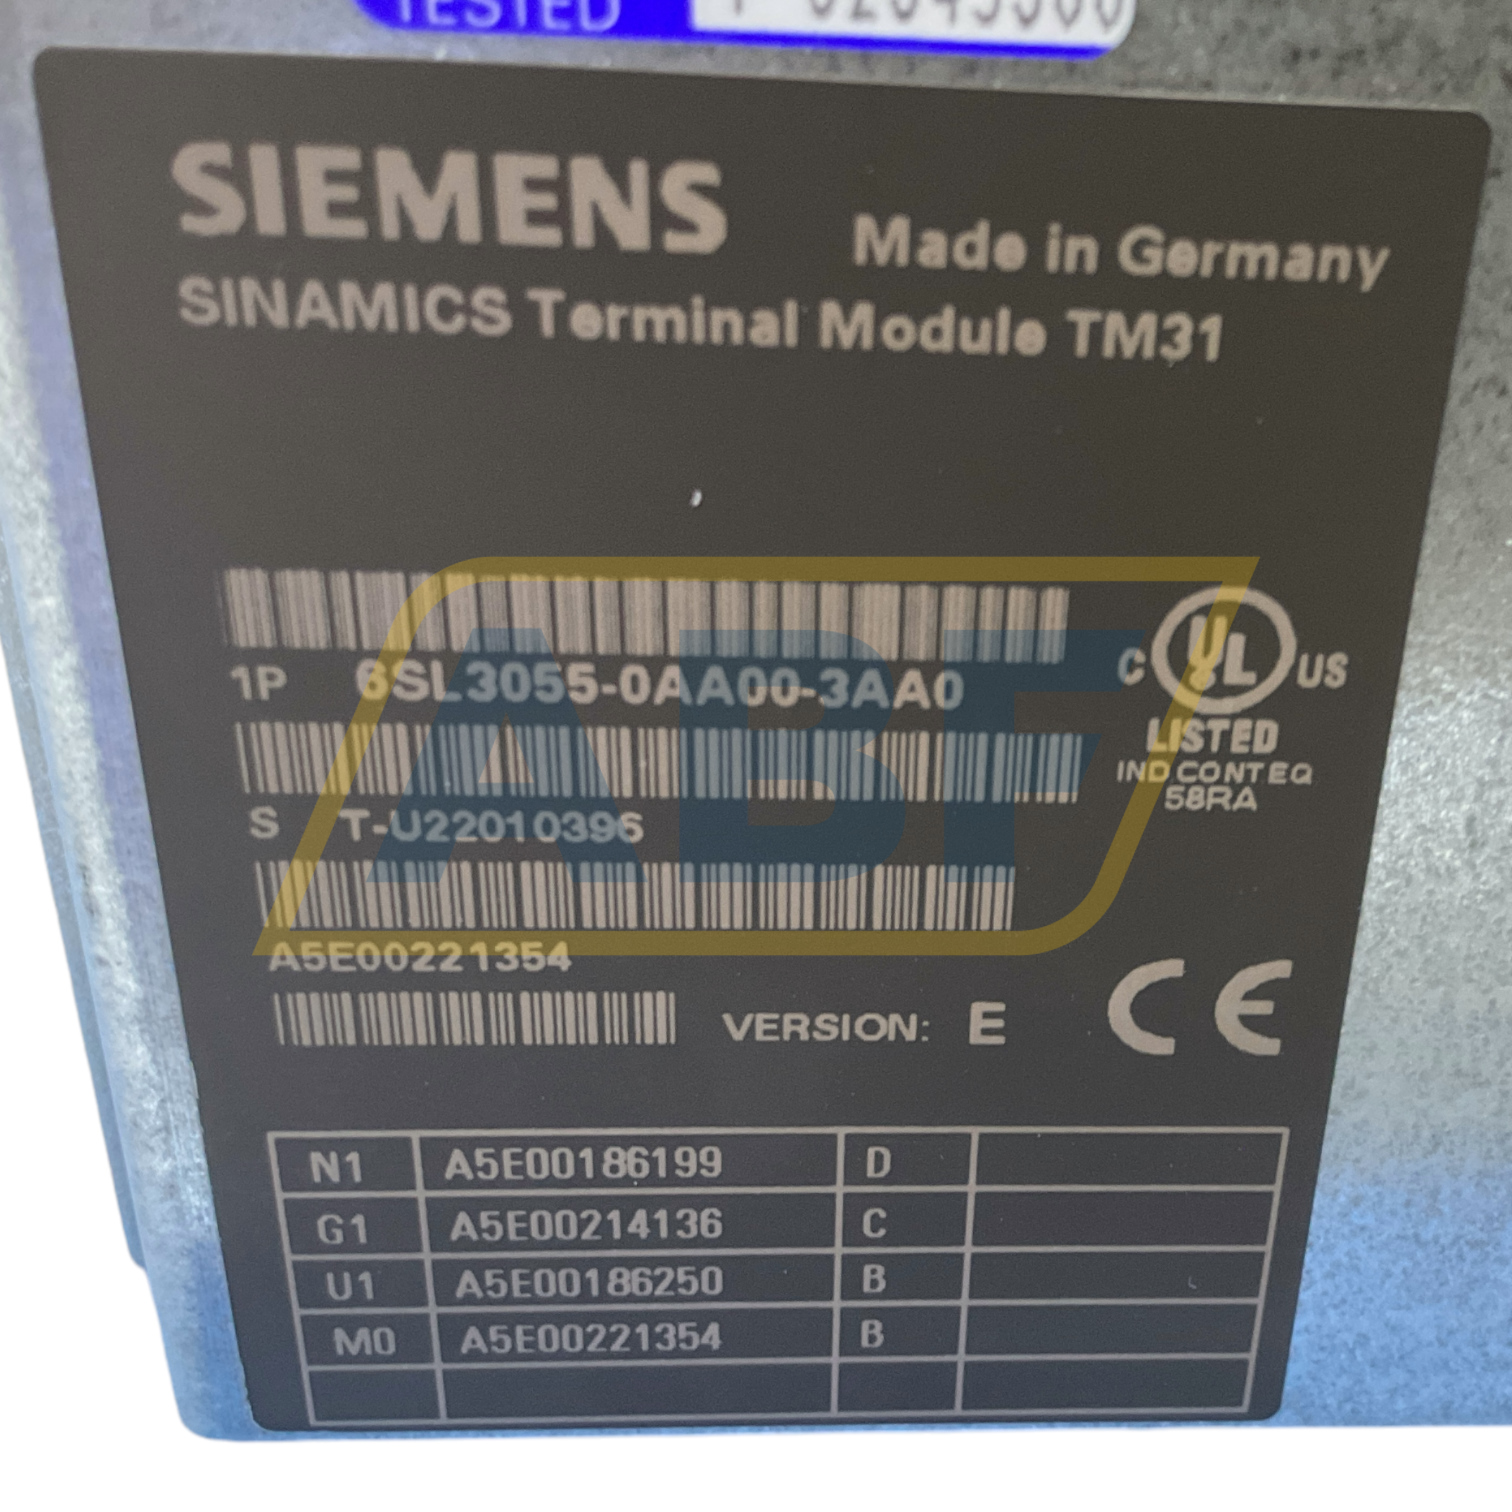 TESTED
SIEMENS
Made in Germany
SINAMICS Terminal Module TM31
1P 6SL3055-0AA00-3AA0
S T-U22010396
A5E00221354
VERSION: E
C UL US
LISTED
IND.CONT.EQ
58RA
CE
N1 A5E00186199 D
G1 A5E00214136 C
U1 A5E00186250 B
M0 A5E00221354 B
ABF